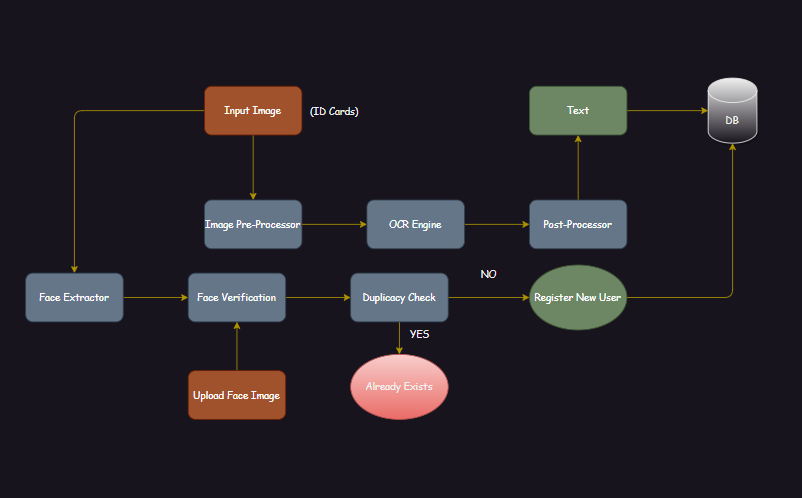 Input Image
(ID Cards)
Text
DB
Image Pre-Processor
OCR Engine
Post-Processor
NO
Face Extractor
Face Verification
Duplicacy Check
Register New User
YES
Already Exists
Upload Face Image